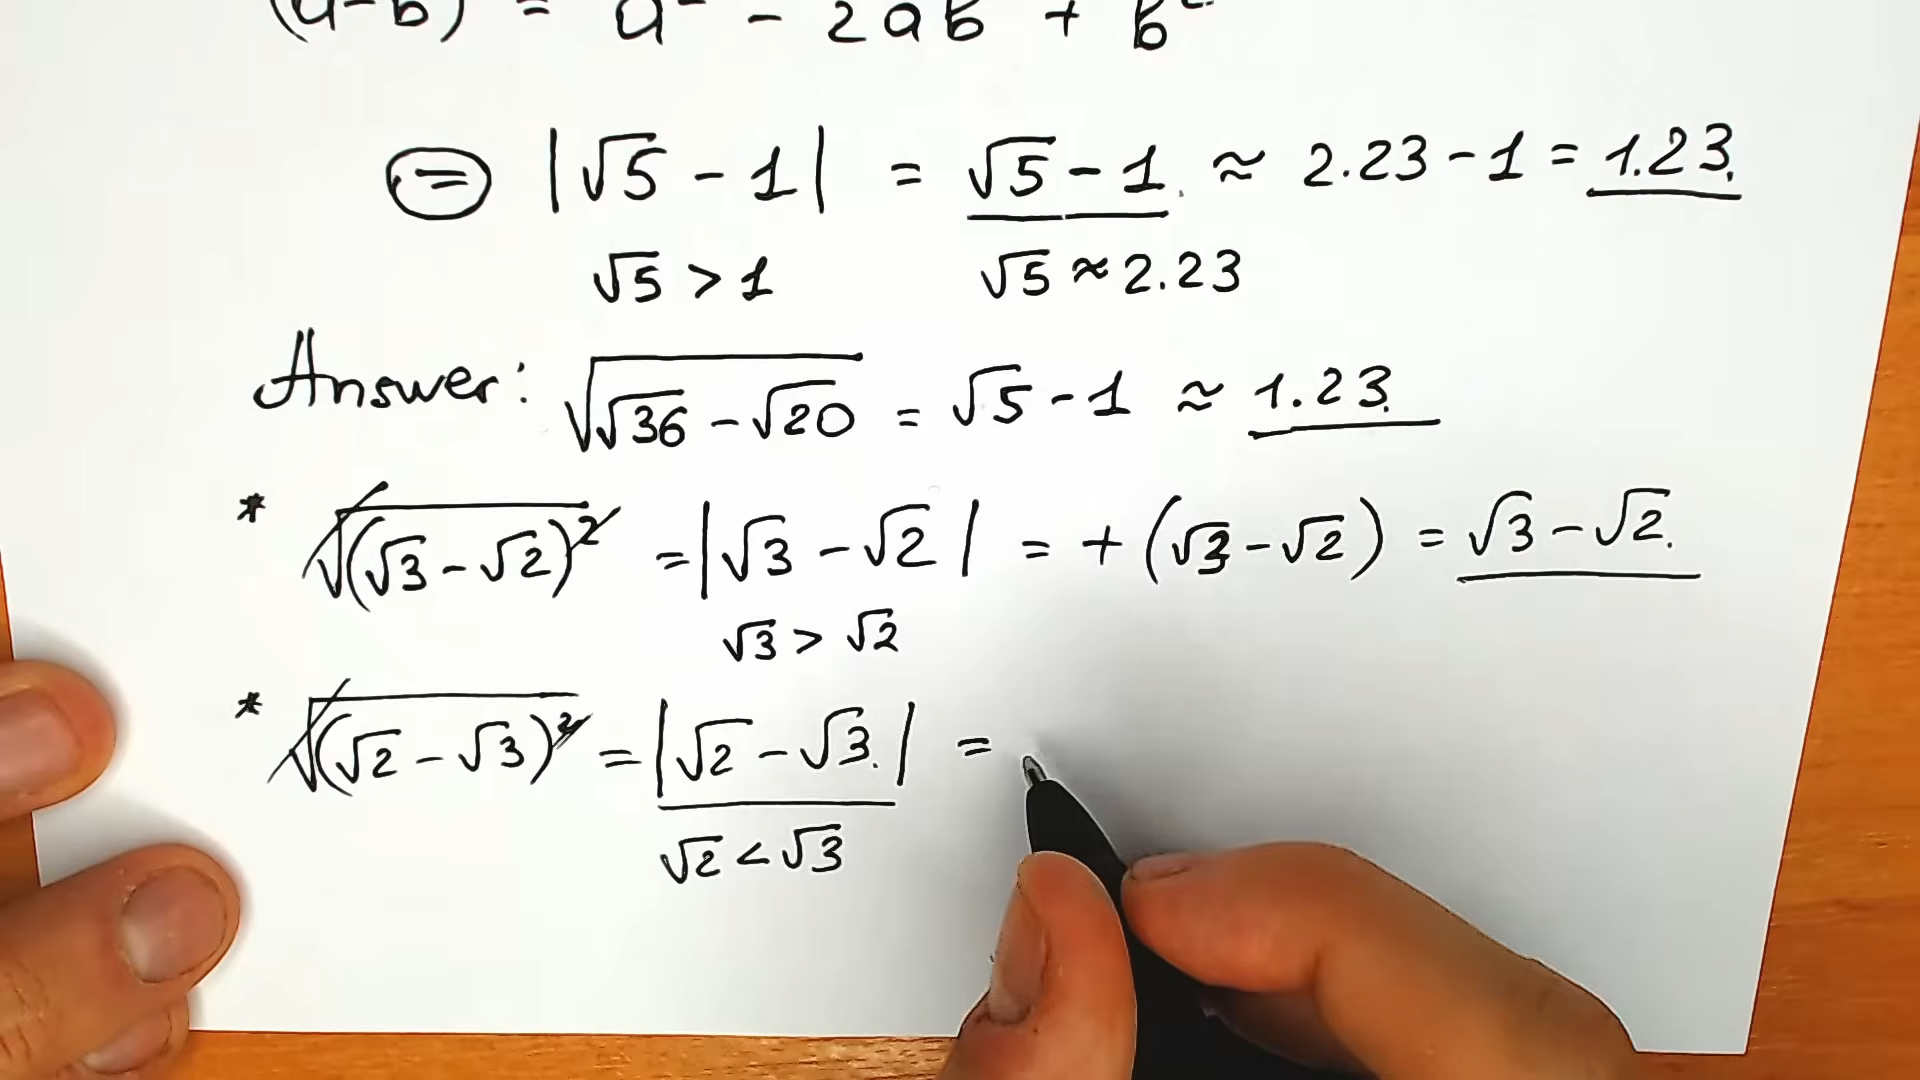 (a-b) = a² - 2ab + b²
⊜ |√5 - 1| = √5 - 1. ≈ 2.23 - 1 = 1.23.
√5 > 1 √5 ≈ 2.23
Answer: √(√36 - √20) = √5 - 1 ≈ 1.23.
* √(√3 - √2)² = |√3 - √2| = + (√3 - √2) = √3 - √2.
√3 > √2
* √(√2 - √3)² = |√2 - √3.| =
√2 < √3